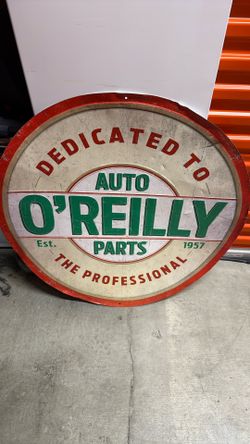 DEDICATED TO
AUTO
O'REILLY
PARTS
Est. 1957
THE PROFESSIONAL